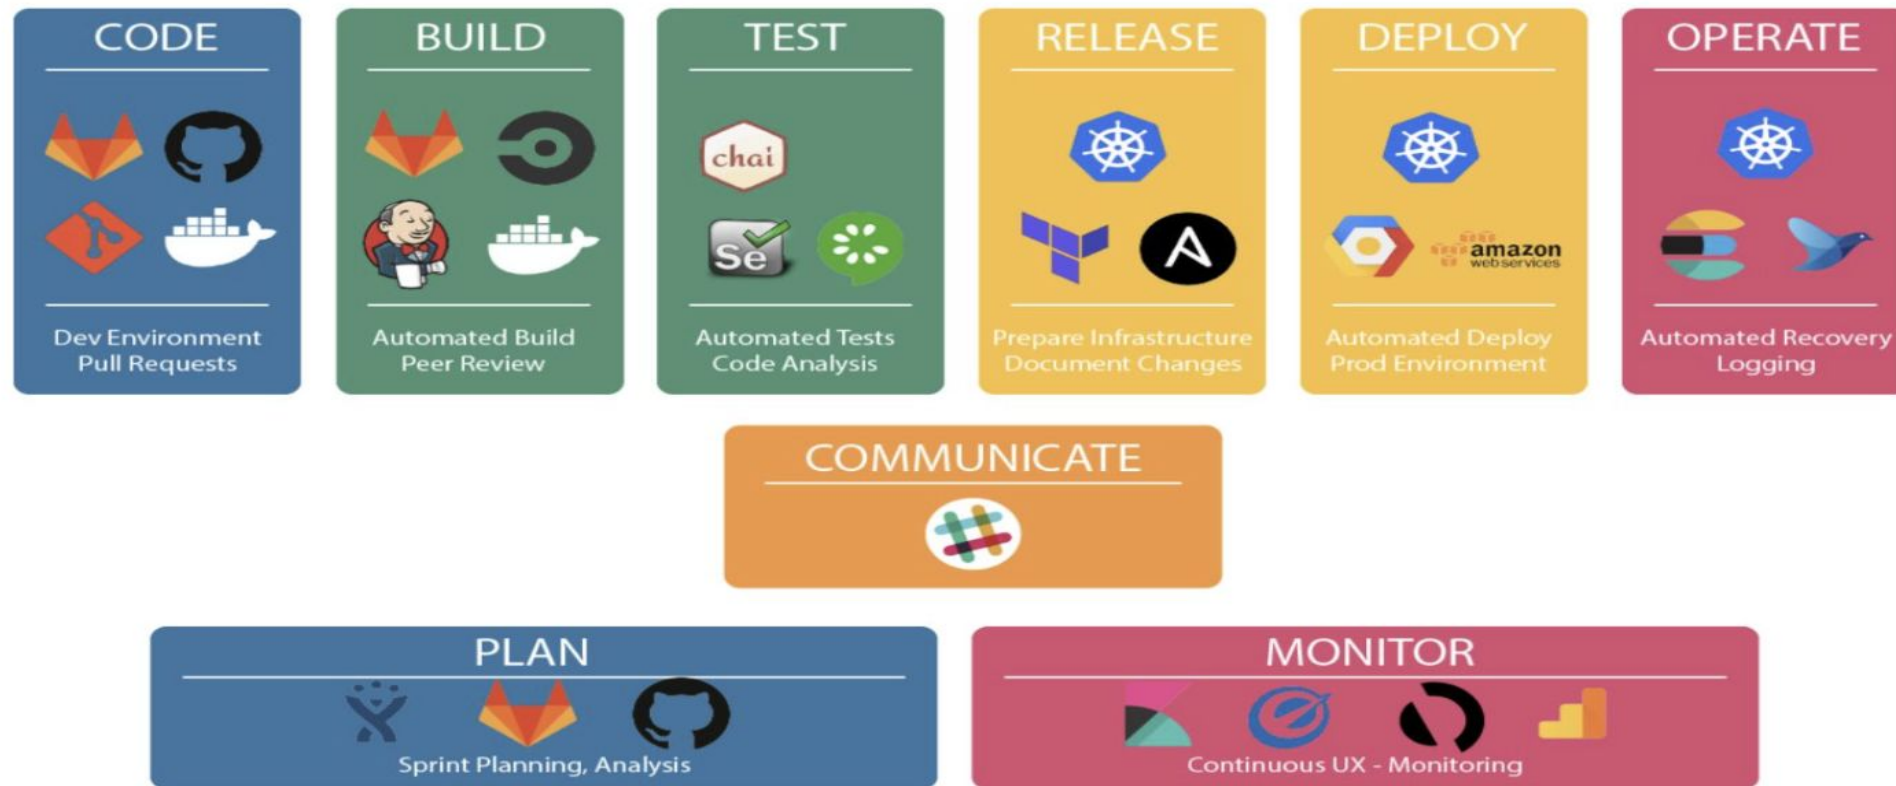 CODE
Dev Environment
Pull Requests
BUILD
Automated Build
Peer Review
TEST
chai
Se
Automated Tests
Code Analysis
RELEASE
A
Prepare Infrastructure
Document Changes
DEPLOY
amazon
webservices
Automated Deploy
Prod Environment
OPERATE
Automated Recovery
Logging
COMMUNICATE
PLAN
Sprint Planning, Analysis
MONITOR
Continuous UX - Monitoring